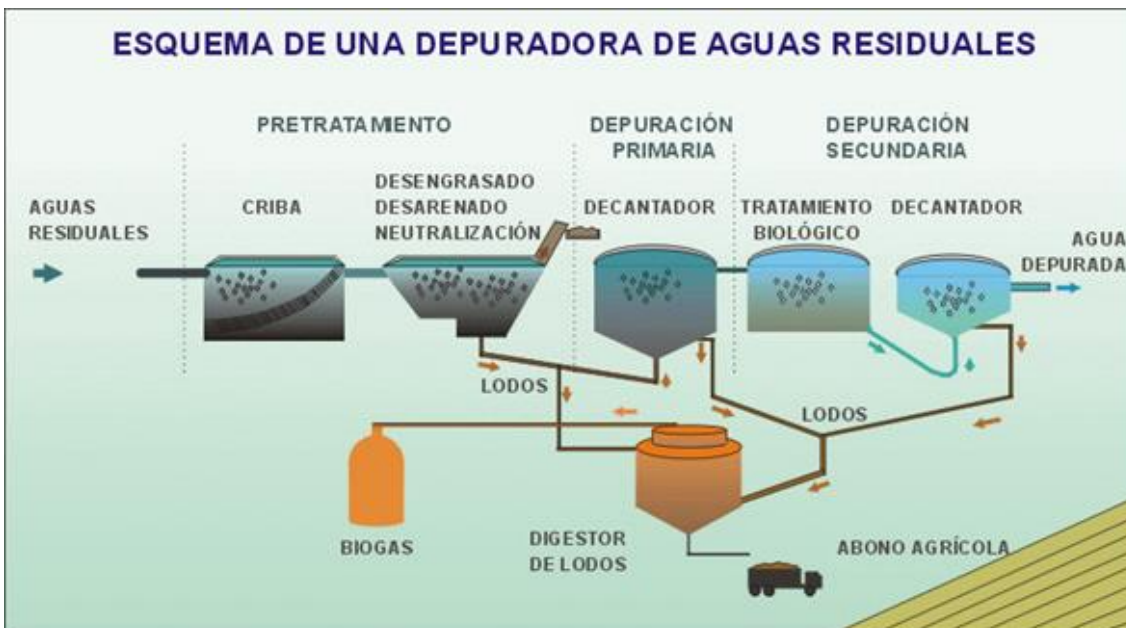 ESQUEMA DE UNA DEPURADORA DE AGUAS RESIDUALES
PRETRATAMIENTO
DEPURACIÓN
PRIMARIA
DEPURACIÓN
SECUNDARIA
AGUAS
RESIDUALES
CRIBA
DESENGRASADO
DESARENADO
NEUTRALIZACIÓN
DECANTADOR
TRATAMIENTO
BIOLÓGICO
DECANTADOR
AGUA
DEPURADA
LODOS
LODOS
BIOGAS
DIGESTOR
DE LODOS
ABONO AGRÍCOLA